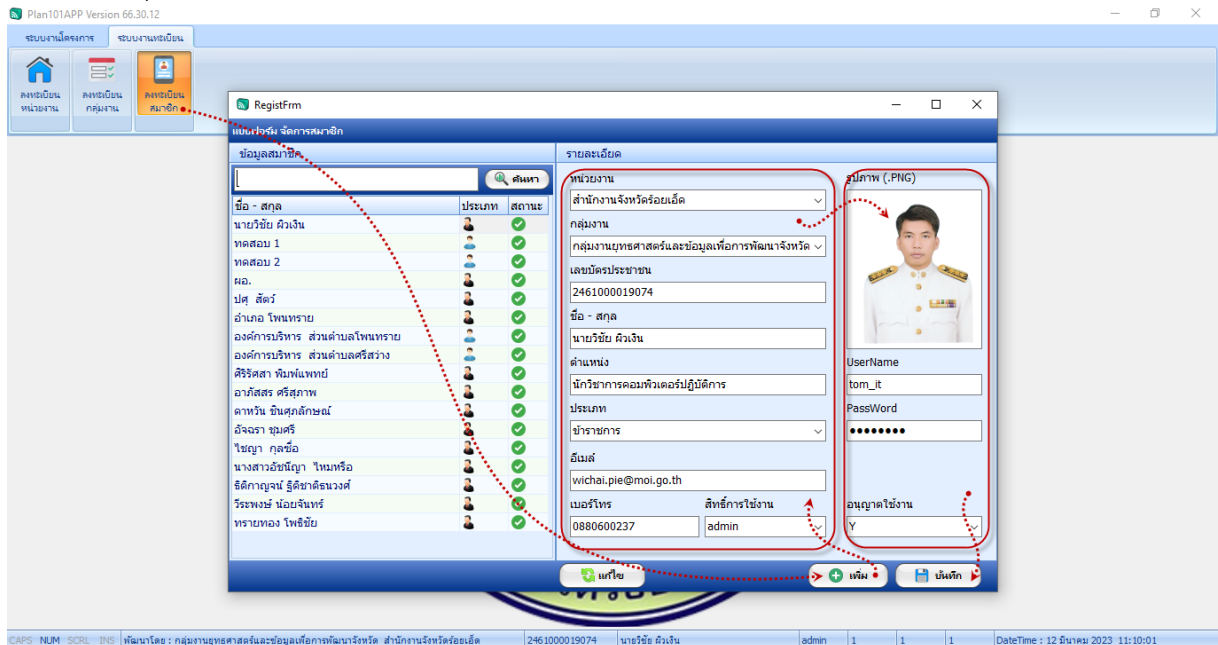 Plan101APP Version 66.30.12
ระบบงานโครงการ ระบบงานทะเบียน
ลงทะเบียน หน่วยงาน
ลงทะเบียน กลุ่มงาน
ลงทะเบียน สมาชิก
RegistFrm
แบบฟอร์ม จัดการสมาชิก
ข้อมูลสมาชิก
ค้นหา
ชื่อ - สกุล ประเภท สถานะ
นายวิชัย ผิวเงิน
ทดสอบ 1
ทดสอบ 2
ผอ.
ปศุ สัตว์
อำเภอ โพนทราย
องค์การบริหาร ส่วนตำบลโพนทราย
องค์การบริหาร ส่วนตำบลศรีสว่าง
ศิริรัศสา พิมพ์แพทย์
อาภัสสร ศรีสุภาพ
ดาหวัน ชินศุภลักษณ์
อัจฉรา ชุมศรี
ไชญา กุลชื่อ
นางสาวอัชนีญา ไหมหรือ
ธิติกาญจน์ ฐิติชาติธนวงศ์
วีระพงษ์ น้อยจันทร์
ทรายทอง โพธิชัย
รายละเอียด
หน่วยงาน
สำนักงานจังหวัดร้อยเอ็ด
กลุ่มงาน
กลุ่มงานยุทธศาสตร์และข้อมูลเพื่อการพัฒนาจังหวัด
เลขบัตรประชาชน
2461000019074
ชื่อ - สกุล
นายวิชัย ผิวเงิน
ตำแหน่ง
นักวิชาการคอมพิวเตอร์ปฏิบัติการ
ประเภท
ข้าราชการ
อีเมล์
wichai.pie@moi.go.th
เบอร์โทร สิทธิ์การใช้งาน
0880600237 admin
รูปภาพ (.PNG)
UserName
tom_it
PassWord
●●●●●●●●
อนุญาตใช้งาน
Y
แก้ไข เพิ่ม บันทึก
CAPS NUM SCRL INS พัฒนาโดย : กลุ่มงานยุทธศาสตร์และข้อมูลเพื่อการพัฒนาจังหวัด สำนักงานจังหวัดร้อยเอ็ด 2461000019074 นายวิชัย ผิวเงิน admin 1 1 1 DateTime : 12 มีนาคม 2023 11:10:01